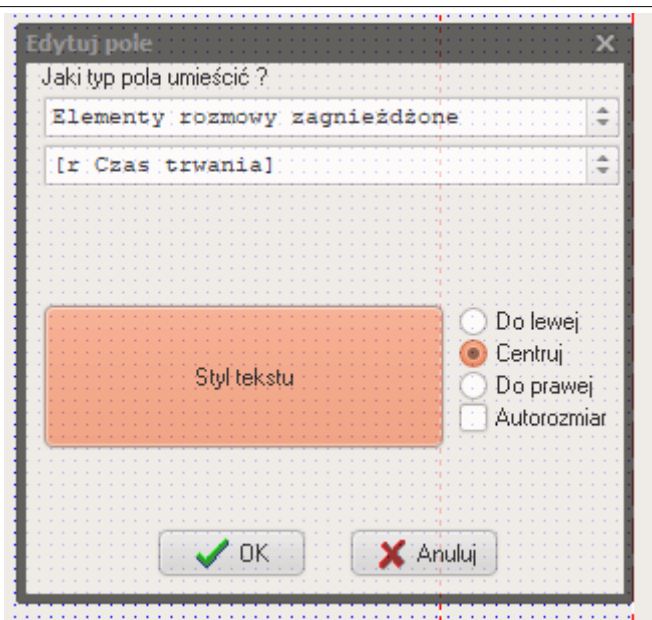 Edytuj pole
Jaki typ pola umieścić ?
Elementy rozmowy zagnieżdżone
[r Czas trwania]
Styl tekstu
Do lewej
Centruj
Do prawej
Autorozmiar
OK
Anuluj